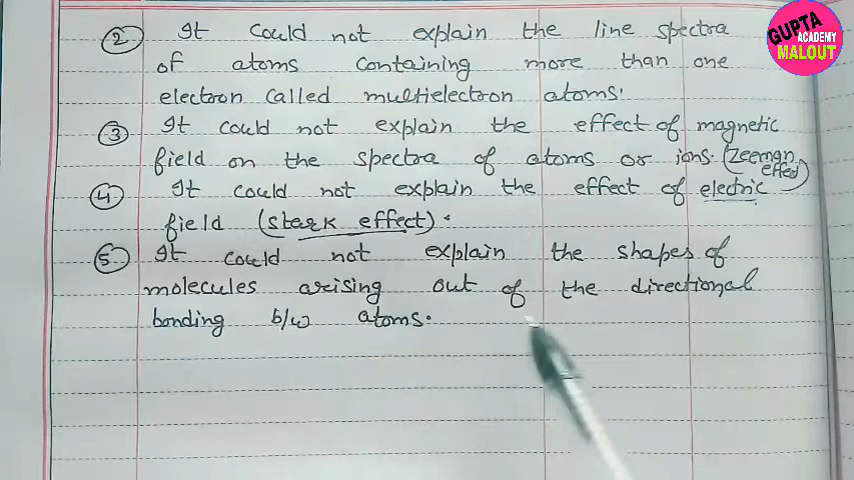 GUPTA
ACADEMY
MALOUT
② It could not explain the line spectra
of atoms containing more than one
electron called multielectron atoms.
③ It could not explain the effect of magnetic
field on the spectra of atoms or ions. (Zeeman
effect)
④ It could not explain the effect of electric
field (stark effect).
⑤ It could not explain the shapes of
molecules arising out of the directional
bonding b/w atoms.